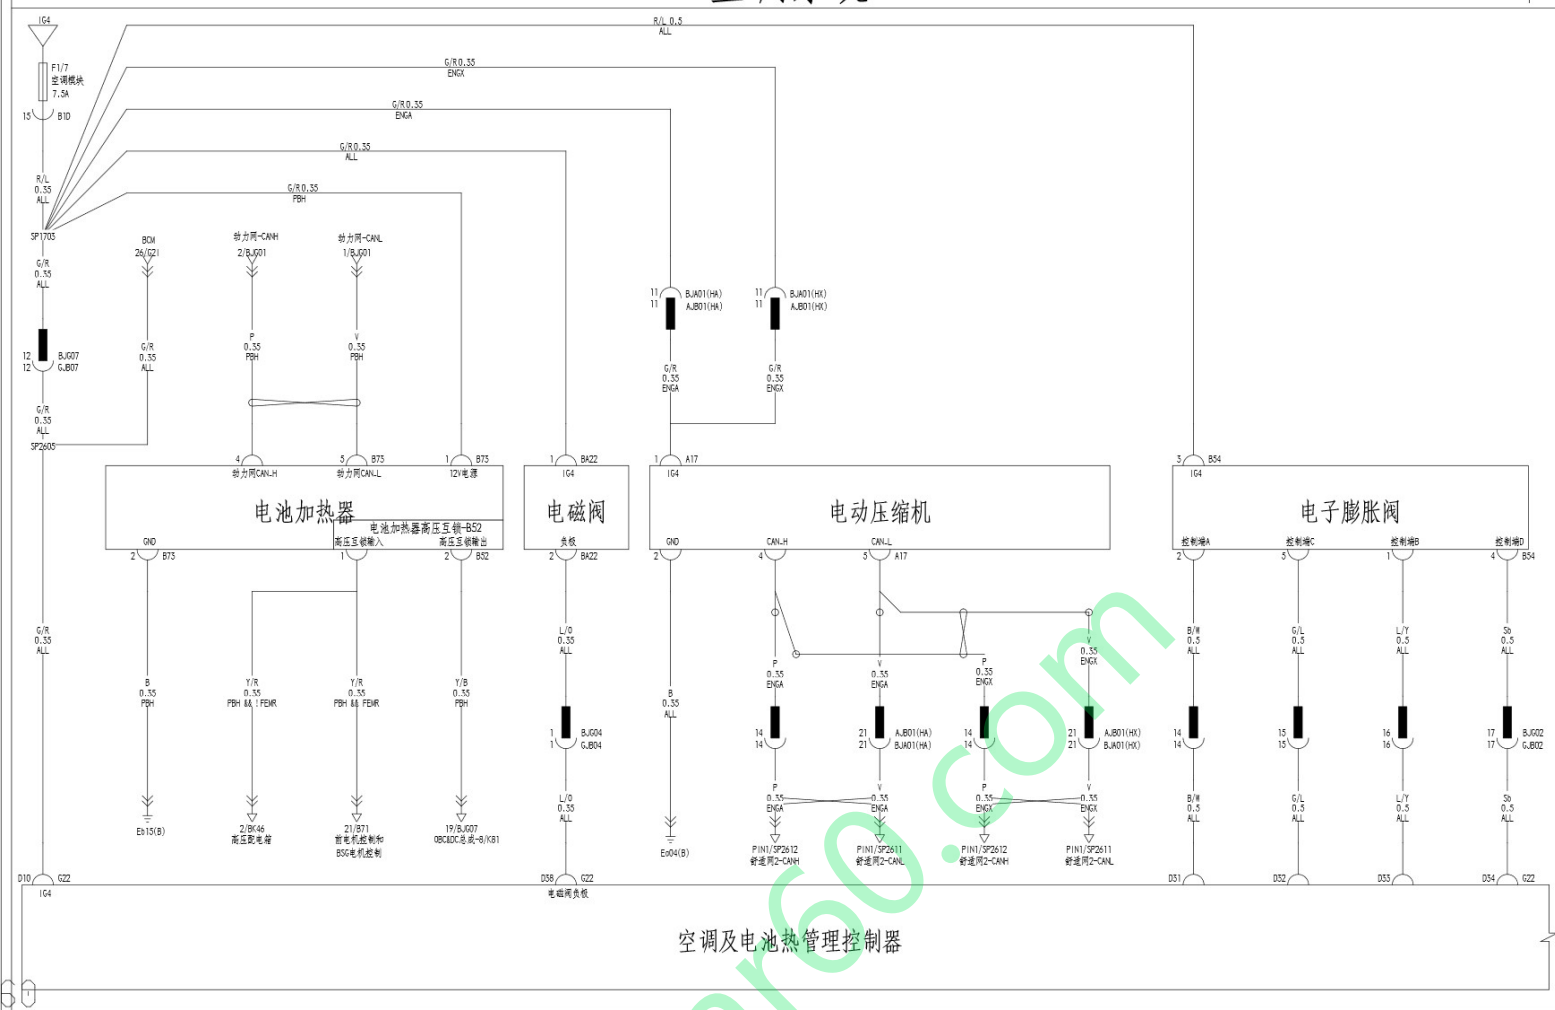 IG4
F1/7
空调模块
7.5A
15 B1D
R/L 0.5
ALL
G/R 0.35
ENGX
G/R 0.35
ENGA
G/R 0.35
ALL
G/R 0.35
PBH
R/L
0.35
ALL
SP1703
G/R
0.35
ALL
BCM
26/G2I
动力网-CANH
2/BJG01
动力网-CANL
1/BJG01
11 BJA01(HA)
11 AJB01(HA)
11 BJA01(HX)
11 AJB01(HX)
12 BJG07
12 GJB07
G/R
0.35
ALL
P
0.35
PBH
V
0.35
PBH
G/R
0.35
ENGA
G/R
0.35
ENGX
G/R
0.35
ALL
SP2605
4 5 B73 1 B73 1 BA22 1 A17 3 B54
动力网CAN_H 动力网CAN_L 12V电源 IG4 IG4 IG4
电池加热器 电磁阀 电动压缩机 电子膨胀阀
电池加热器高压互锁-B52
GND 高压互锁输入 高压互锁输出 负极 GND CAN_H CAN_L 控制端A 控制端C 控制端B 控制端D
2 B73 1 2 B52 2 BA22 2 4 5 A17 2 5 1 4 B54
G/R
0.35
ALL
L/O
0.35
ALL
B/W
0.5
ALL
G/L
0.5
ALL
L/Y
0.5
ALL
Sb
0.5
ALL
V
0.35
ENGX
P
0.35
ENGA
V
0.35
ENGA
P
0.35
ENGX
B
0.35
PBH
Y/R
0.35
PBH && !FEMR
Y/R
0.35
PBH && FEMR
Y/B
0.35
PBH
B
0.35
ALL
1 BJG04
1 GJB04
14
14
21 AJB01(HA)
21 BJA01(HA)
14
14
21 AJB01(HX)
21 BJA01(HX)
14
14
15
15
16
16
17 BJG02
17 GJB02
L/O
0.35
ALL
P
0.35
ENGA
V
0.35
ENGA
P
0.35
ENGX
V
0.35
ENGX
B/W
0.5
ALL
G/L
0.5
ALL
L/Y
0.5
ALL
Sb
0.5
ALL
Eb15(B)
2/BK46
高压配电箱
21/B71
前电机控制和
BSG电机控制
19/BJG07
OBC&DC总成-8/KB1
Ea04(B)
PIN1/SP2612
舒适网2-CANH
PIN1/SP2611
舒适网2-CANL
PIN1/SP2612
舒适网2-CANH
PIN1/SP2611
舒适网2-CANL
D10 G22 D38 G22 D31 D32 D33 D34 G22
IG4 电磁阀负极
空调及电池热管理控制器
ar60.com